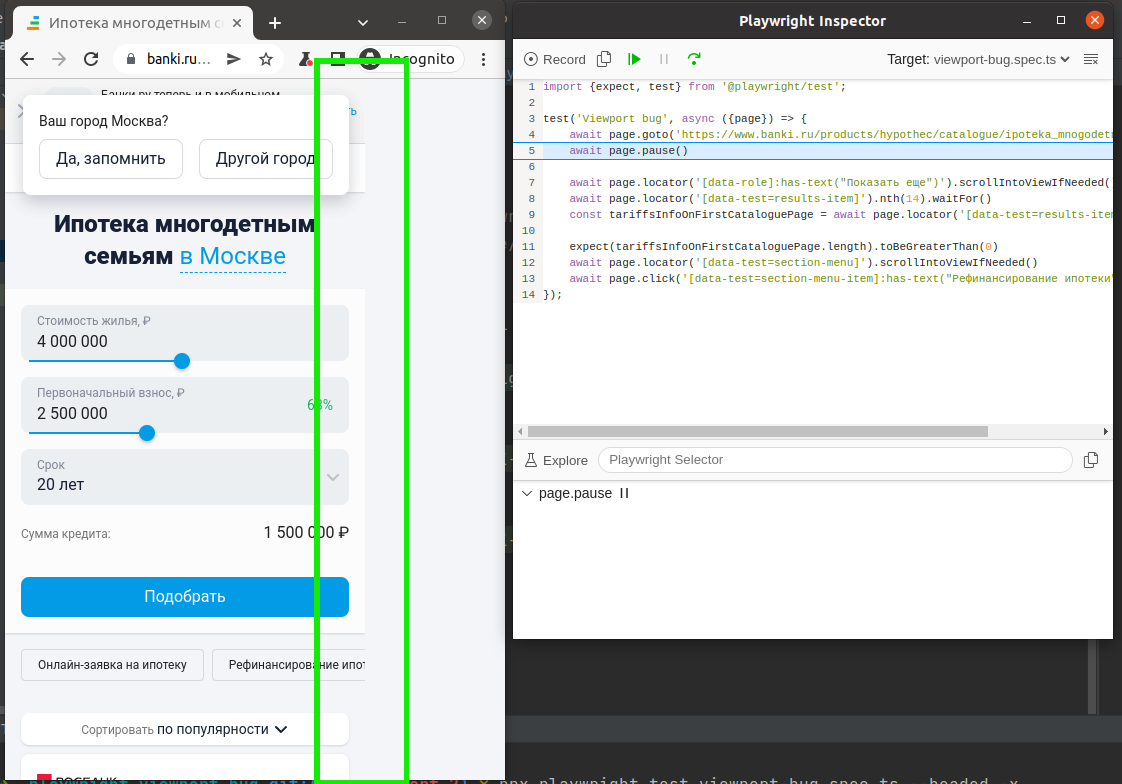 Ипотека многодетным с
banki.ru...
Incognito
Банки.ру теперь и в мобильном
ть
Ваш город Москва?
Да, запомнить
Другой город
Ипотека многодетным
семьям в Москве
Стоимость жилья, ₽
4 000 000
Первоначальный взнос, ₽
2 500 000
63%
Срок
20 лет
Сумма кредита:
1 500 000 ₽
Подобрать
Онлайн-заявка на ипотеку
Рефинансирование ипот
Сортировать по популярности
РОСБАНК
Playwright Inspector
Record
Target: viewport-bug.spec.ts
1 import {expect, test} from '@playwright/test';
2
3 test('Viewport bug', async ({page}) => {
4 await page.goto('https://www.banki.ru/products/hypothec/catalogue/ipoteka_mnogodetn
5 await page.pause()
6
7 await page.locator('[data-role]:has-text("Показать еще")').scrollIntoViewIfNeeded(
8 await page.locator('[data-test=results-item]').nth(14).waitFor()
9 const tariffsInfoOnFirstCataloguePage = await page.locator('[data-test=results-item
10
11 expect(tariffsInfoOnFirstCataloguePage.length).toBeGreaterThan(0)
12 await page.locator('[data-test=section-menu]').scrollIntoViewIfNeeded()
13 await page.click('[data-test=section-menu-item]:has-text("Рефинансирование ипотеки"
14 });
Explore
Playwright Selector
page.pause
npx playwright test viewport-bug.spec.ts --headed -x